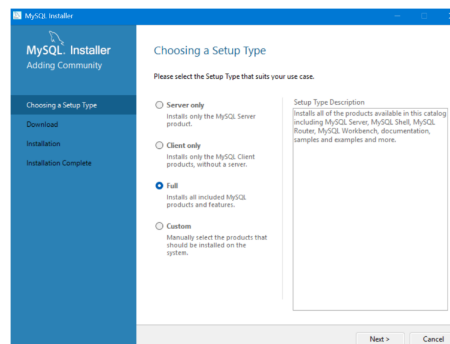 MySQL Installer
MySQL. Installer
Adding Community
Choosing a Setup Type
Download
Installation
Installation Complete
Choosing a Setup Type
Please select the Setup Type that suits your use case.
Server only
Installs only the MySQL Server
product.
Client only
Installs only the MySQL Client
products, without a server.
Full
Installs all included MySQL
products and features.
Custom
Manually select the products that
should be installed on the
system.
Setup Type Description
Installs all of the products available in this catalog
including MySQL Server, MySQL Shell, MySQL
Router, MySQL Workbench, documentation,
samples and examples and more.
Next >
Cancel